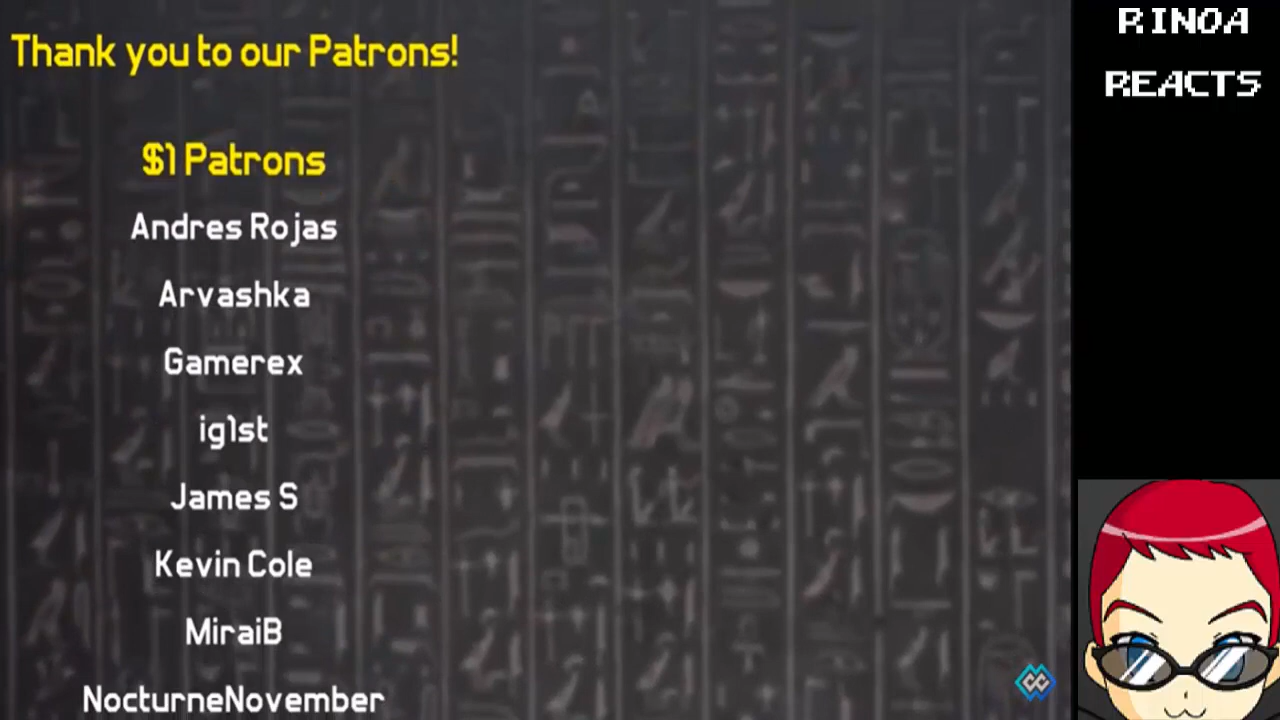 Thank you to our Patrons!
$1 Patrons
Andres Rojas
Arvashka
Gamerex
ig1st
James S
Kevin Cole
MiraiB
NocturneNovember
RINOA
REACTS